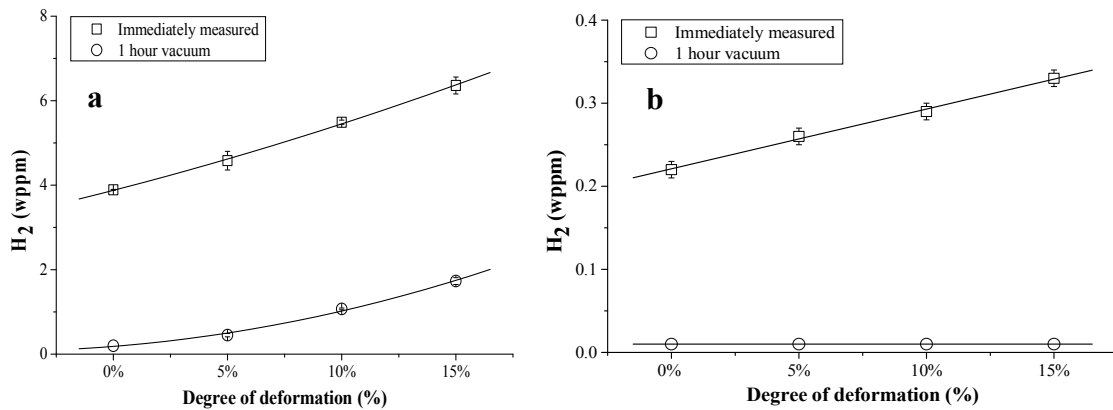 Immediately measured
1 hour vacuum
a
8
6
4
2
0
H2 (wppm)
0% 5% 10% 15%
Degree of deformation (%)
Immediately measured
1 hour vacuum
b
0.4
0.3
0.2
0.1
0.0
H2 (wppm)
0% 5% 10% 15%
Degree of deformation (%)